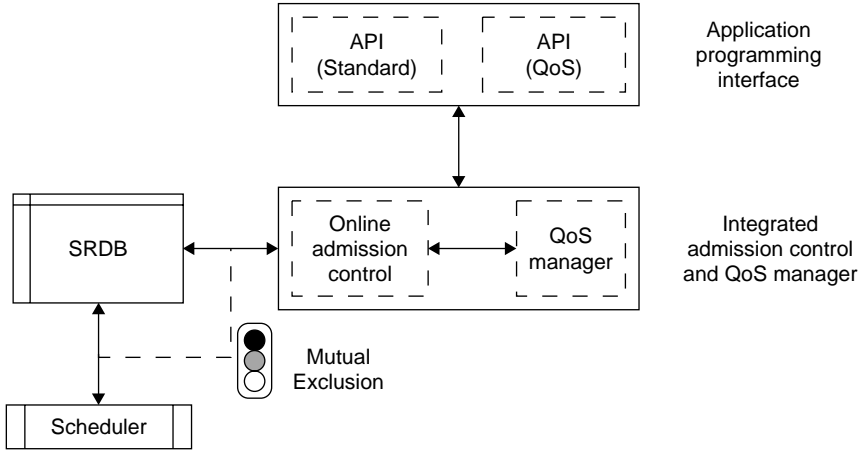 API
(Standard)
API
(QoS)
Application
programming
interface
SRDB
Online
admission
control
QoS
manager
Integrated
admission control
and QoS manager
Mutual
Exclusion
Scheduler